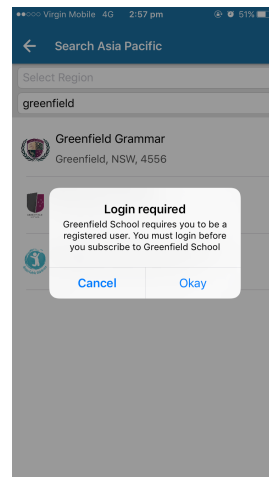 Virgin Mobile 4G 2:57 pm 51%
Search Asia Pacific
Select Region
greenfield
Greenfield Grammar
Greenfield, NSW, 4556
Login required
Greenfield School requires you to be a
registered user. You must login before
you subscribe to Greenfield School
Cancel Okay